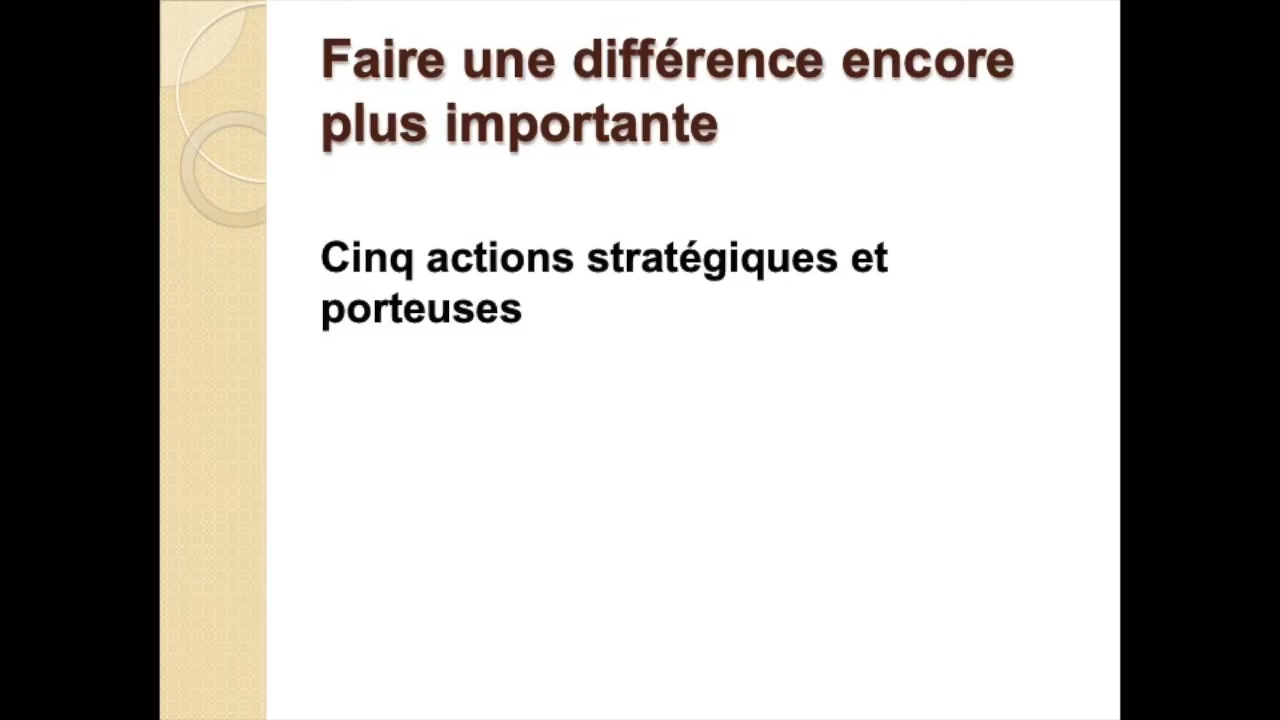 Faire une différence encore
plus importante
Cinq actions stratégiques et
porteuses